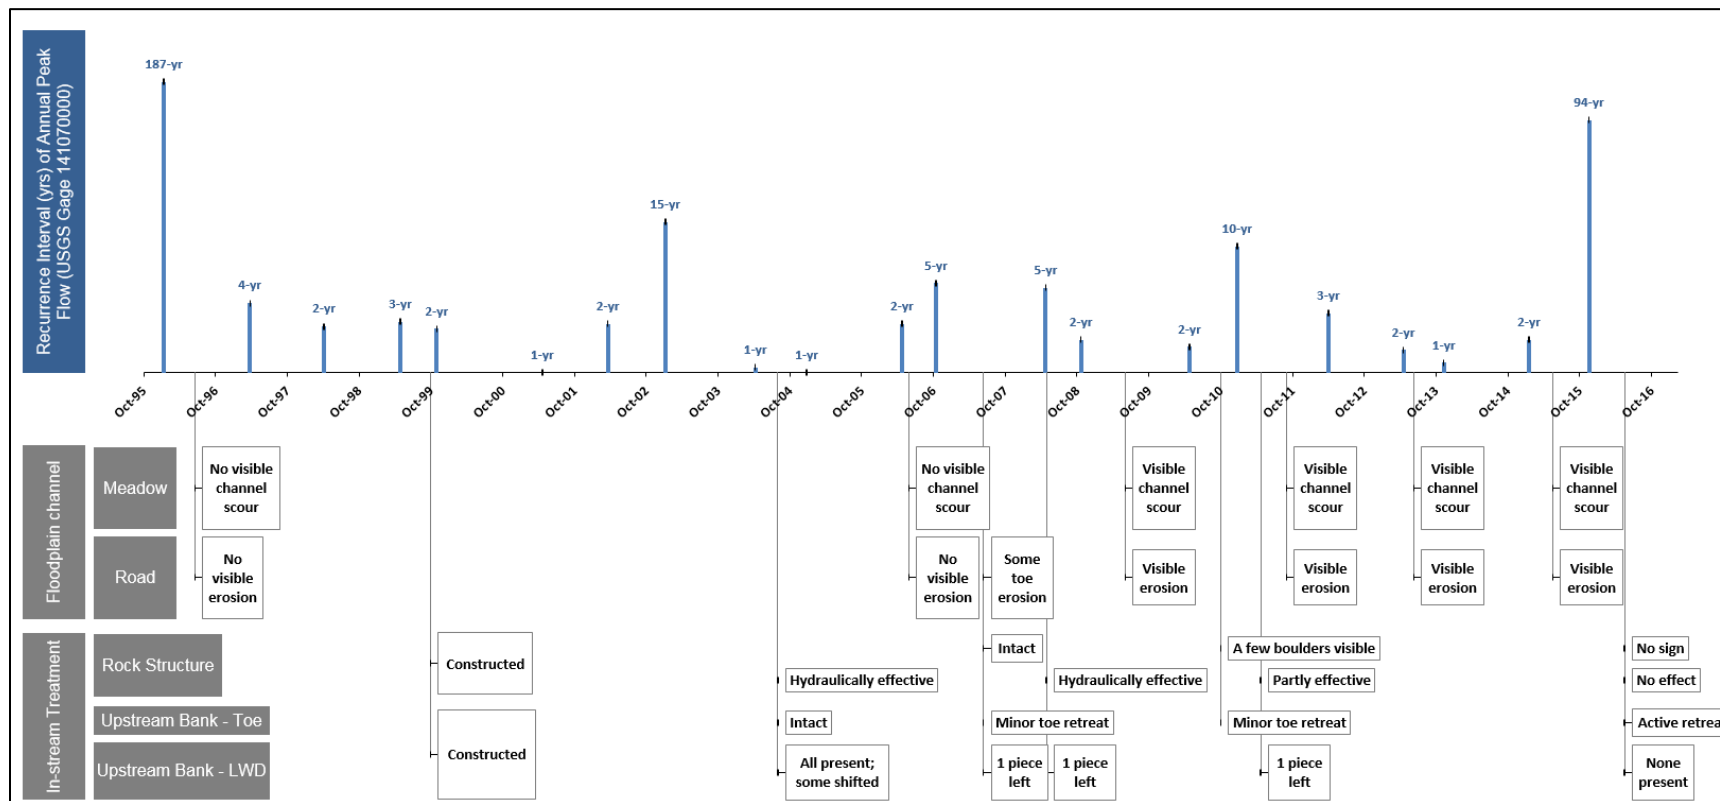 Recurrence Interval (yrs) of Annual Peak
Flow (USGS Gage 141070000)
187-yr
4-yr
2-yr
3-yr
2-yr
1-yr
2-yr
15-yr
1-yr
1-yr
2-yr
5-yr
5-yr
2-yr
2-yr
10-yr
3-yr
2-yr
1-yr
2-yr
94-yr
Oct-95
Oct-96
Oct-97
Oct-98
Oct-99
Oct-00
Oct-01
Oct-02
Oct-03
Oct-04
Oct-05
Oct-06
Oct-07
Oct-08
Oct-09
Oct-10
Oct-11
Oct-12
Oct-13
Oct-14
Oct-15
Oct-16
Floodplain channel
Meadow
No visible
channel
scour
No visible
channel
scour
Visible
channel
scour
Visible
channel
scour
Visible
channel
scour
Visible
channel
scour
Road
No
visible
erosion
No
visible
erosion
Some
toe
erosion
Visible
erosion
Visible
erosion
Visible
erosion
Visible
erosion
In-stream Treatment
Rock Structure
Constructed
Hydraulically effective
Intact
Hydraulically effective
A few boulders visible
Partly effective
No sign
No effect
Upstream Bank - Toe
Intact
Minor toe retreat
Minor toe retreat
Active retrea
Upstream Bank - LWD
Constructed
All present;
some shifted
1 piece
left
1 piece
left
1 piece
left
None
present